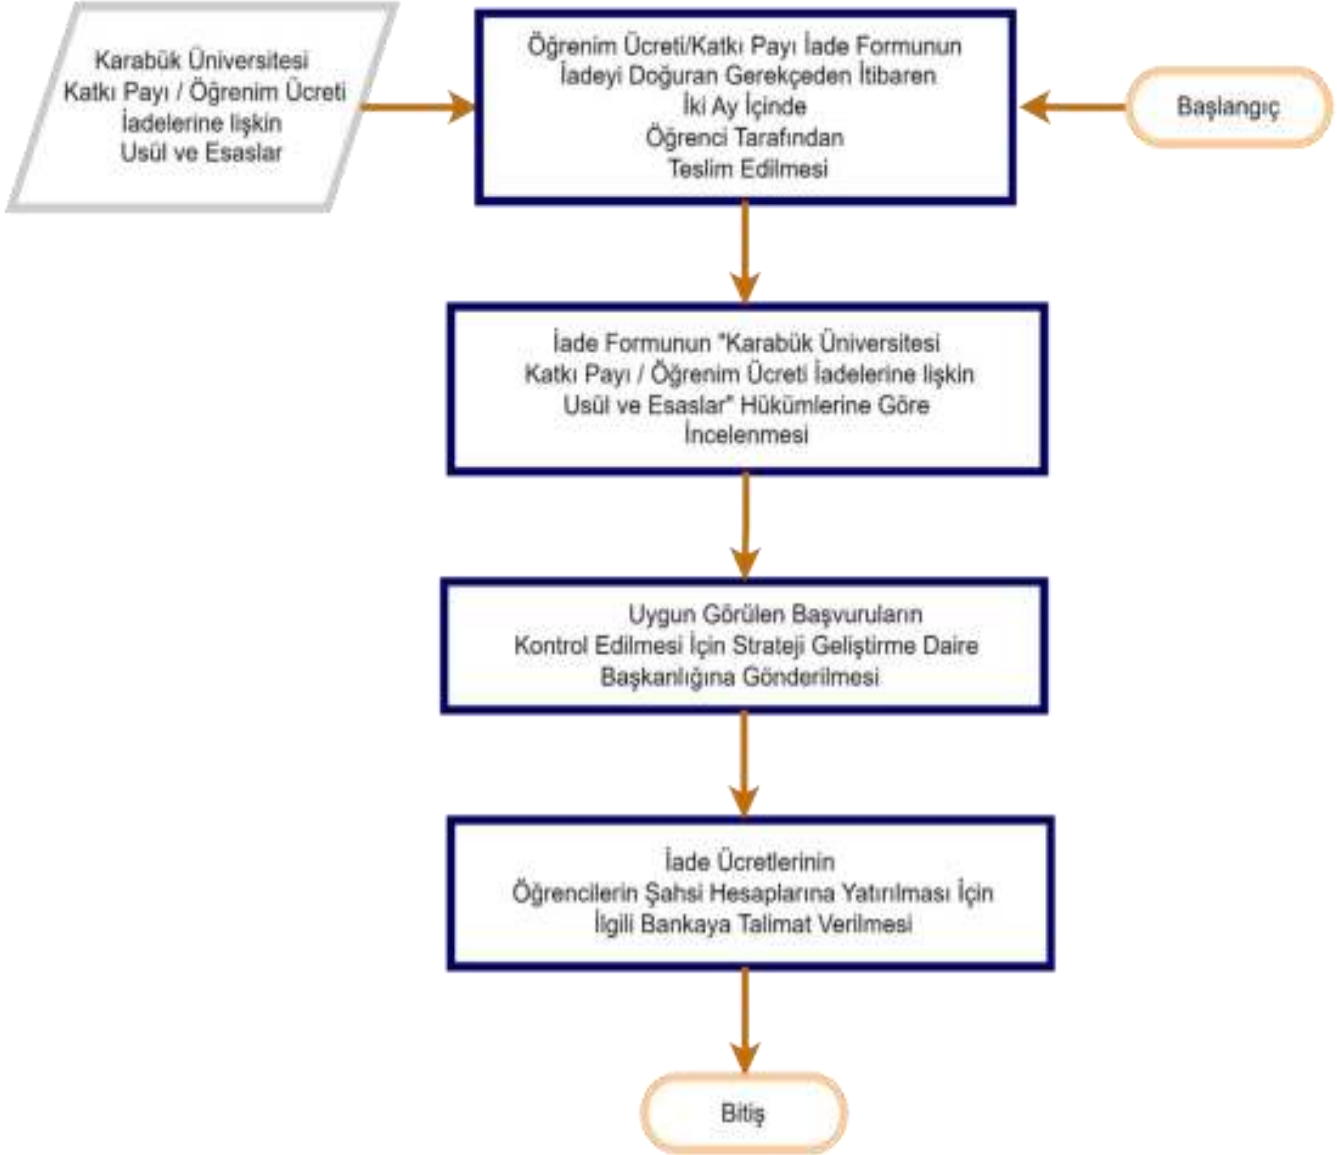 Karabük Üniversitesi
Katkı Payı / Öğrenim Ücreti
İadelerine lişkin
Usül ve Esaslar
Öğrenim Ücreti/Katkı Payı İade Formunun
İadeyi Doğuran Gerekçeden İtibaren
İki Ay İçinde
Öğrenci Tarafından
Teslim Edilmesi
Başlangıç
İade Formunun "Karabük Üniversitesi
Katkı Payı / Öğrenim Ücreti İadelerine lişkin
Usül ve Esaslar" Hükümlerine Göre
İncelenmesi
Uygun Görülen Başvuruların
Kontrol Edilmesi İçin Strateji Geliştirme Daire
Başkanlığına Gönderilmesi
İade Ücretlerinin
Öğrencilerin Şahsi Hesaplarına Yatırılması İçin
İlgili Bankaya Talimat Verilmesi
Bitiş